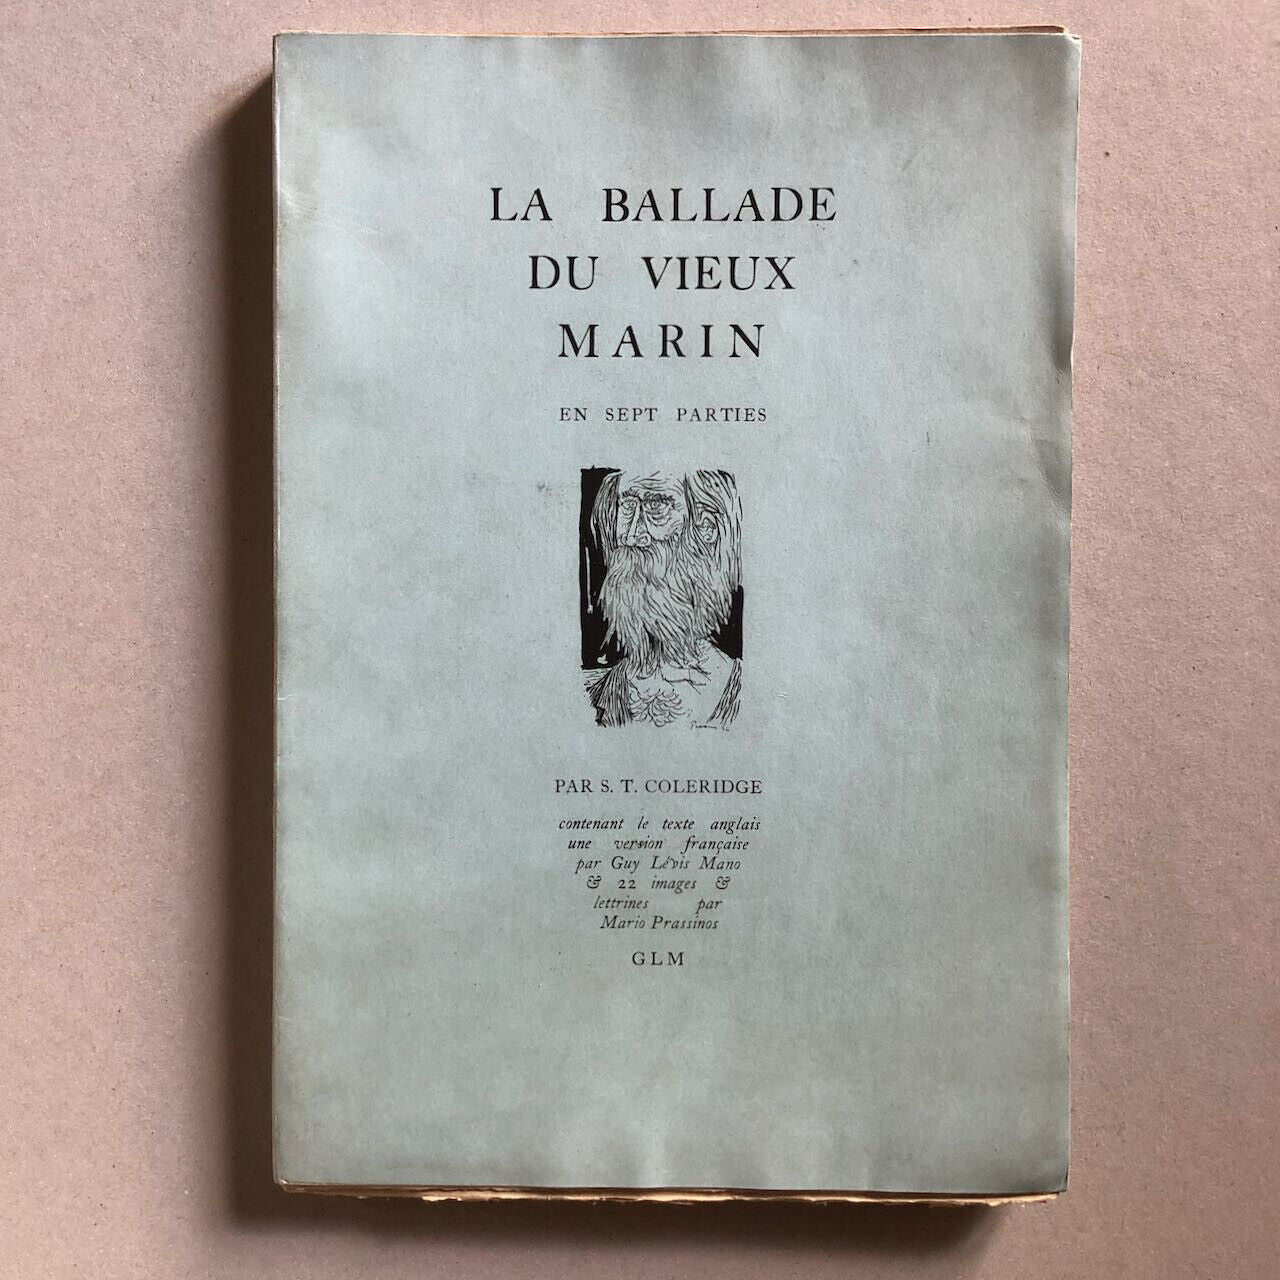 LA BALLADE
DU VIEUX
MARIN
EN SEPT PARTIES
PAR S. T. COLERIDGE
contenant le texte anglais
une version française
par Guy Lévis Mano
& 22 images &
lettrines par
Mario Prassinos
GLM